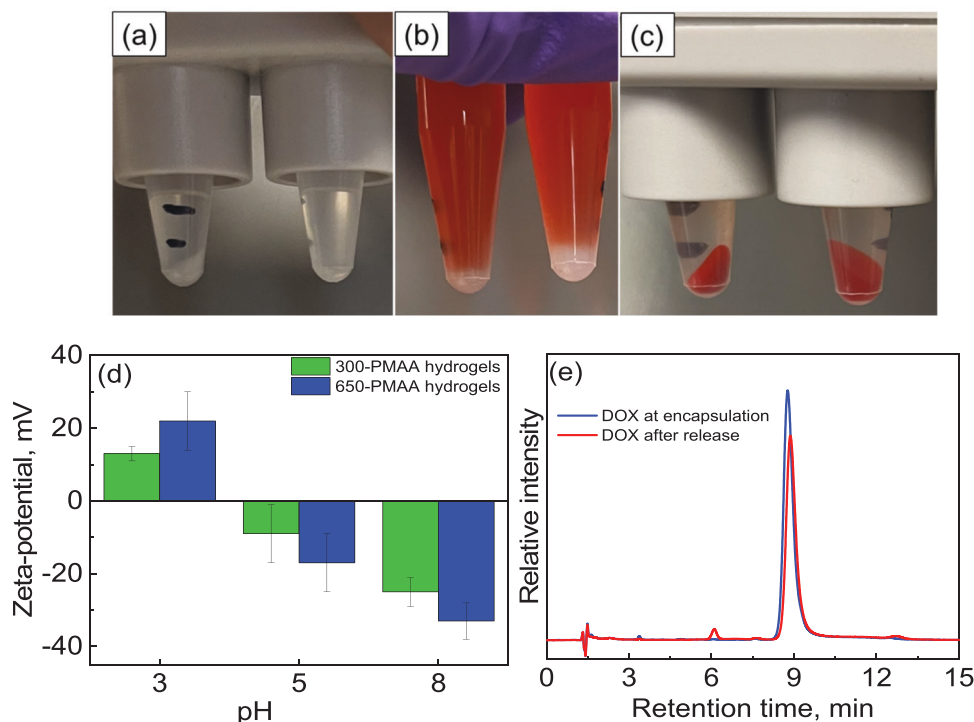 (a)
(b)
(c)
(d)
300-PMAA hydrogels
650-PMAA hydrogels
Zeta-potential, mV
40
20
0
-20
-40
3
5
8
pH
(e)
DOX at encapsulation
DOX after release
Relative intensity
0
3
6
9
12
15
Retention time, min